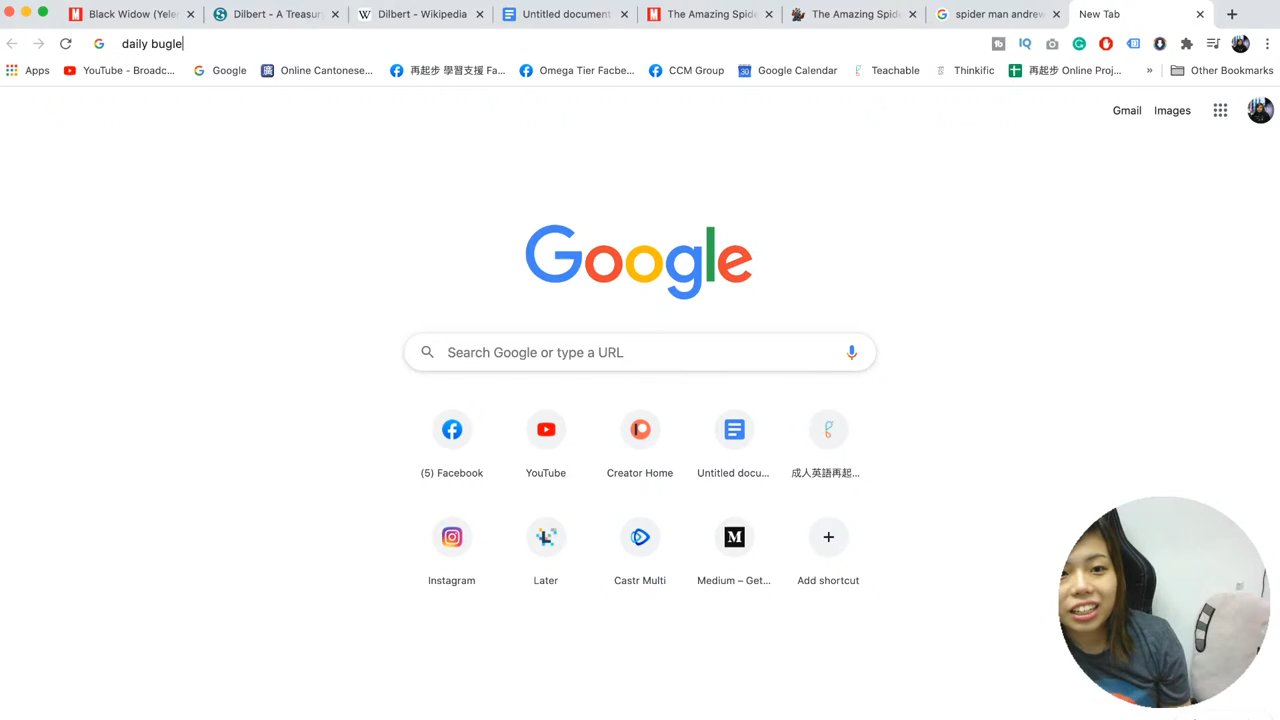 Black Widow (Yelen
Dilbert - A Treasury
Dilbert - Wikipedia
Untitled document
The Amazing Spide
The Amazing Spide
spider man andrew
New Tab
daily bugle
Apps
YouTube - Broadc...
Google
Online Cantonese...
再起步 學習支援 Fa...
Omega Tier Facbe...
CCM Group
Google Calendar
Teachable
Thinkific
再起步 Online Proj...
»
Other Bookmarks
Gmail
Images
Google
Search Google or type a URL
(5) Facebook
YouTube
Creator Home
Untitled docu...
成人英語再起...
Instagram
Later
Castr Multi
Medium – Get...
Add shortcut